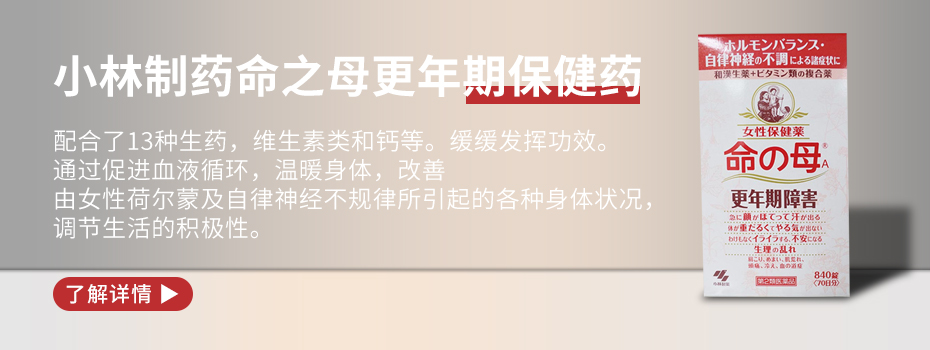 小林制药命之母更年期保健药
配合了13种生药，维生素类和钙等。缓缓发挥功效。
通过促进血液循环，温暖身体，改善
由女性荷尔蒙及自律神经不规律所引起的各种身体状况，
调节生活的积极性。
了解详情 ▶
ホルモンバランス・
自律神経の不調による諸症状に
和漢生薬+ビタミン類の複合薬
女性保健薬
命の母®A
更年期障害
急に顔がほてって汗が出る
体が重だるくてやる気が出ない
わけもなくイライラする、不安になる
生理の乱れ
肩こり、めまい、肌荒れ、
頭痛、冷え、血の道症
小林製薬
第2類医薬品
840錠
〈70日分〉